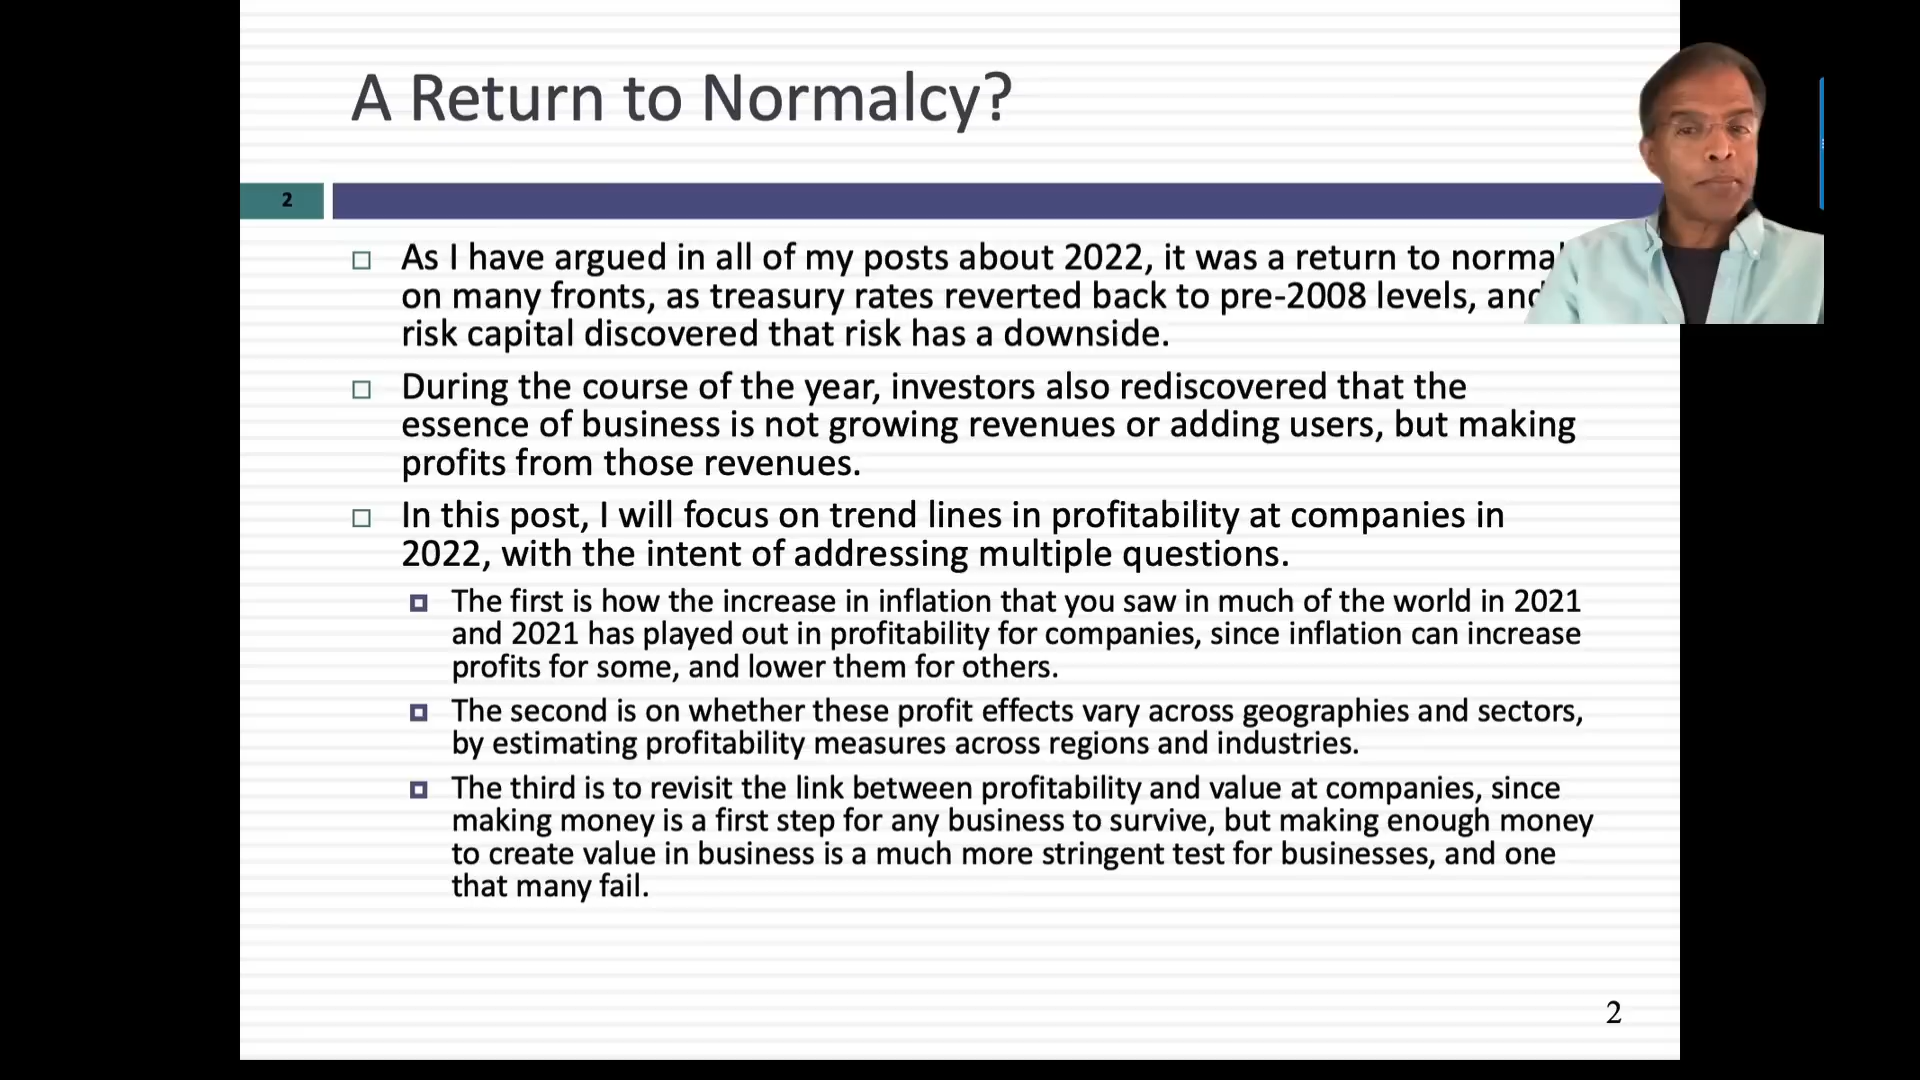 A Return to Normalcy?
2
As I have argued in all of my posts about 2022, it was a return to normal
on many fronts, as treasury rates reverted back to pre-2008 levels, and
risk capital discovered that risk has a downside.
During the course of the year, investors also rediscovered that the
essence of business is not growing revenues or adding users, but making
profits from those revenues.
In this post, I will focus on trend lines in profitability at companies in
2022, with the intent of addressing multiple questions.
The first is how the increase in inflation that you saw in much of the world in 2021
and 2021 has played out in profitability for companies, since inflation can increase
profits for some, and lower them for others.
The second is on whether these profit effects vary across geographies and sectors,
by estimating profitability measures across regions and industries.
The third is to revisit the link between profitability and value at companies, since
making money is a first step for any business to survive, but making enough money
to create value in business is a much more stringent test for businesses, and one
that many fail.
2